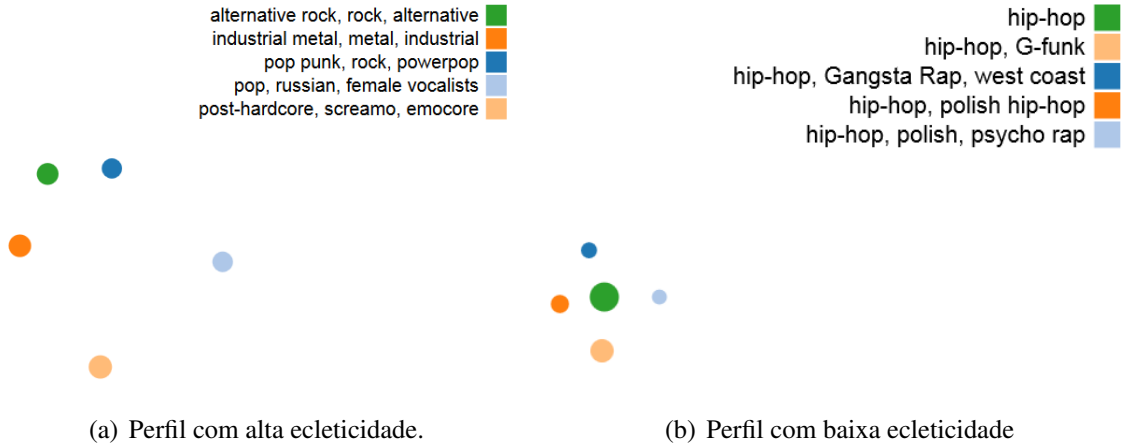 alternative rock, rock, alternative
industrial metal, metal, industrial
pop punk, rock, powerpop
pop, russian, female vocalists
post-hardcore, screamo, emocore
hip-hop
hip-hop, G-funk
hip-hop, Gangsta Rap, west coast
hip-hop, polish hip-hop
hip-hop, polish, psycho rap
(a) Perfil com alta ecleticidade.
(b) Perfil com baixa ecleticidade